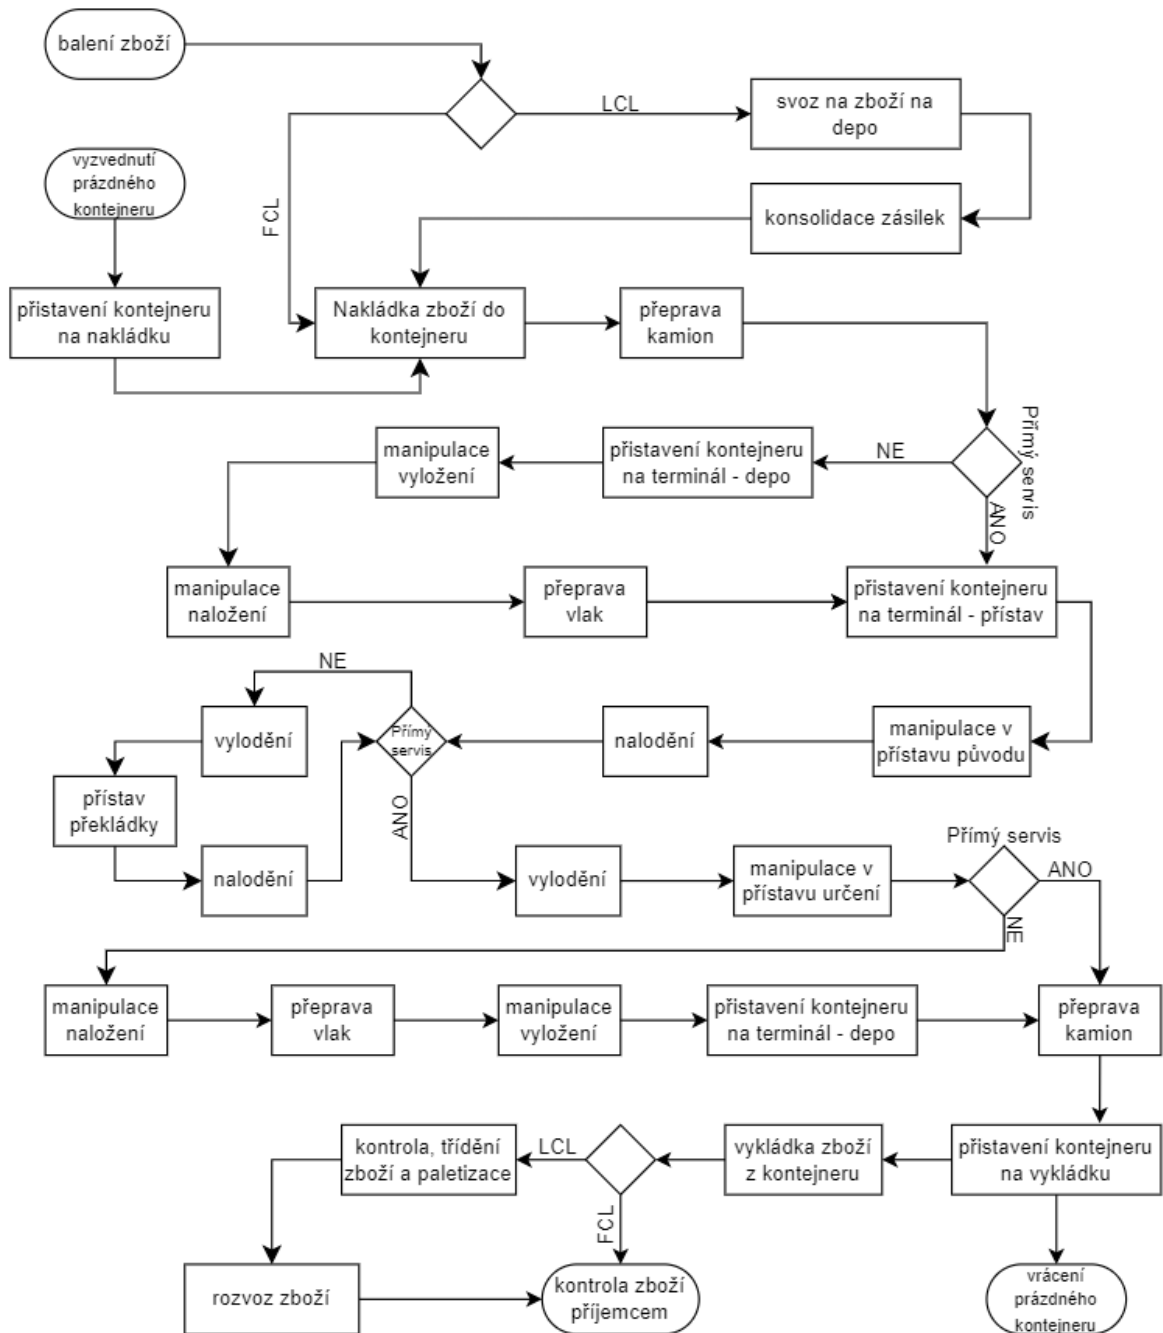 balení zboží
LCL
svoz na zboží na
depo
vyzvednutí
prázdného
kontejneru
FCL
konsolidace zásilek
přistavení kontejneru
na nakládku
Nakládka zboží do
kontejneru
přeprava
kamion
Přímý servis
manipulace
vyložení
přistavení kontejneru
na terminál - depo
NE
ANO
manipulace
naložení
přeprava
vlak
přistavení kontejneru
na terminál - přístav
NE
vylodění
Přímý
servis
nalodění
manipulace v
přístavu původu
přístav
překládky
ANO
nalodění
vylodění
manipulace v
přístavu určení
Přímý servis
ANO
NE
manipulace
naložení
přeprava
vlak
manipulace
vyložení
přistavení kontejneru
na terminál - depo
přeprava
kamion
kontrola, třídění
zboží a paletizace
LCL
vykládka zboží
z kontejneru
přistavení kontejneru
na vykládku
FCL
rozvoz zboží
kontrola zboží
příjemcem
vrácení
prázdného
kontejneru